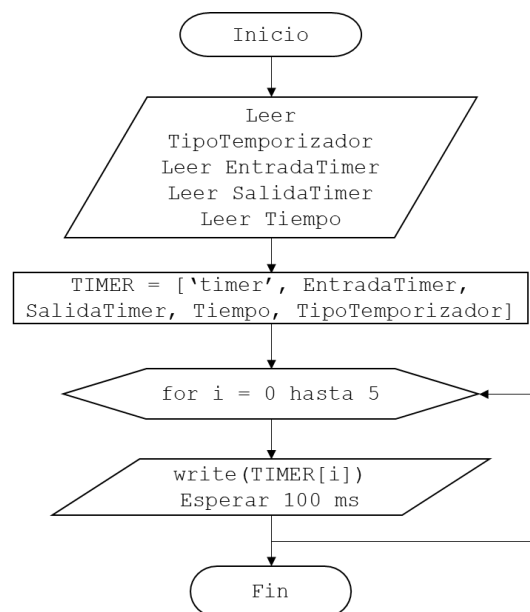 Inicio
Leer
TipoTemporizador
Leer EntradaTimer
Leer SalidaTimer
Leer Tiempo
TIMER = [‘timer’, EntradaTimer,
SalidaTimer, Tiempo, TipoTemporizador]
for i = 0 hasta 5
write(TIMER[i])
Esperar 100 ms
Fin